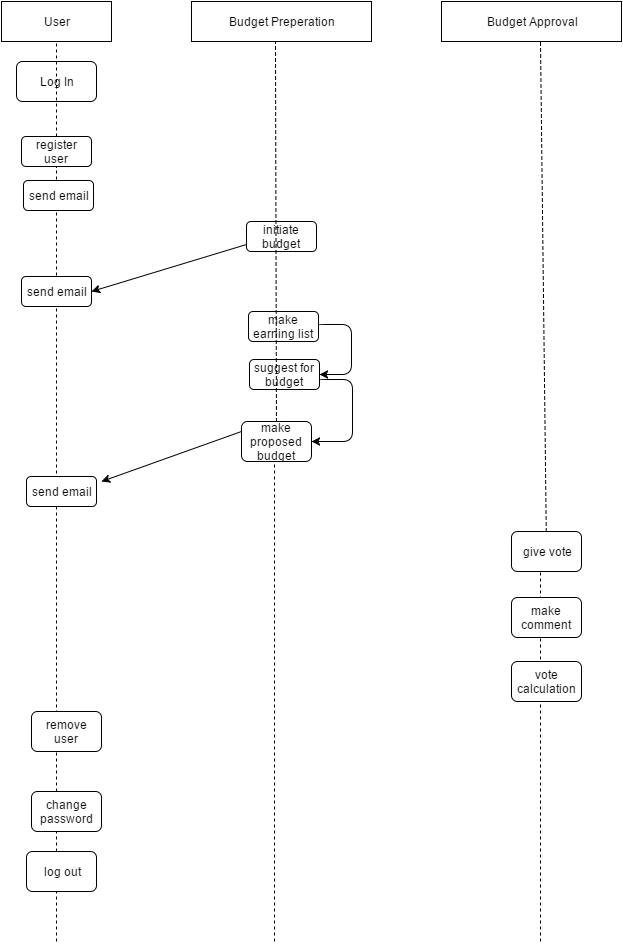 User
Budget Preperation
Budget Approval
Log In
register
user
send email
initiate
budget
send email
make
earning list
suggest for
budget
make
proposed
budget
send email
give vote
make
comment
vote
calculation
remove
user
change
password
log out